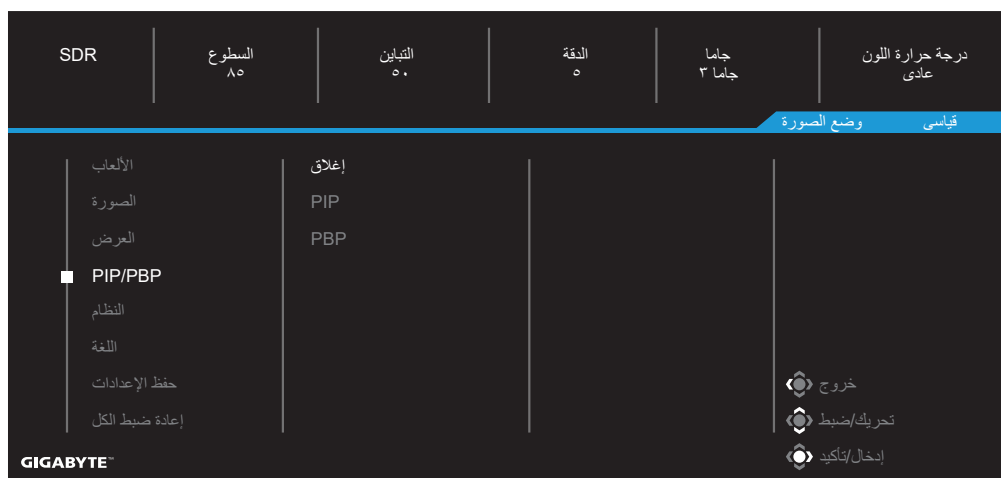 SDR
السطوع
٨٥
التباين
٥٠
الدقة
٥
جاما
جاما ٣
درجة حرارة اللون
عادى
وضع الصورة
قياسى
الألعاب
الصورة
العرض
PIP/PBP
النظام
اللغة
حفظ الإعدادات
إعادة ضبط الكل
إغلاق
PIP
PBP
خروج
تحريك/ضبط
إدخال/تأكيد
GIGABYTE™